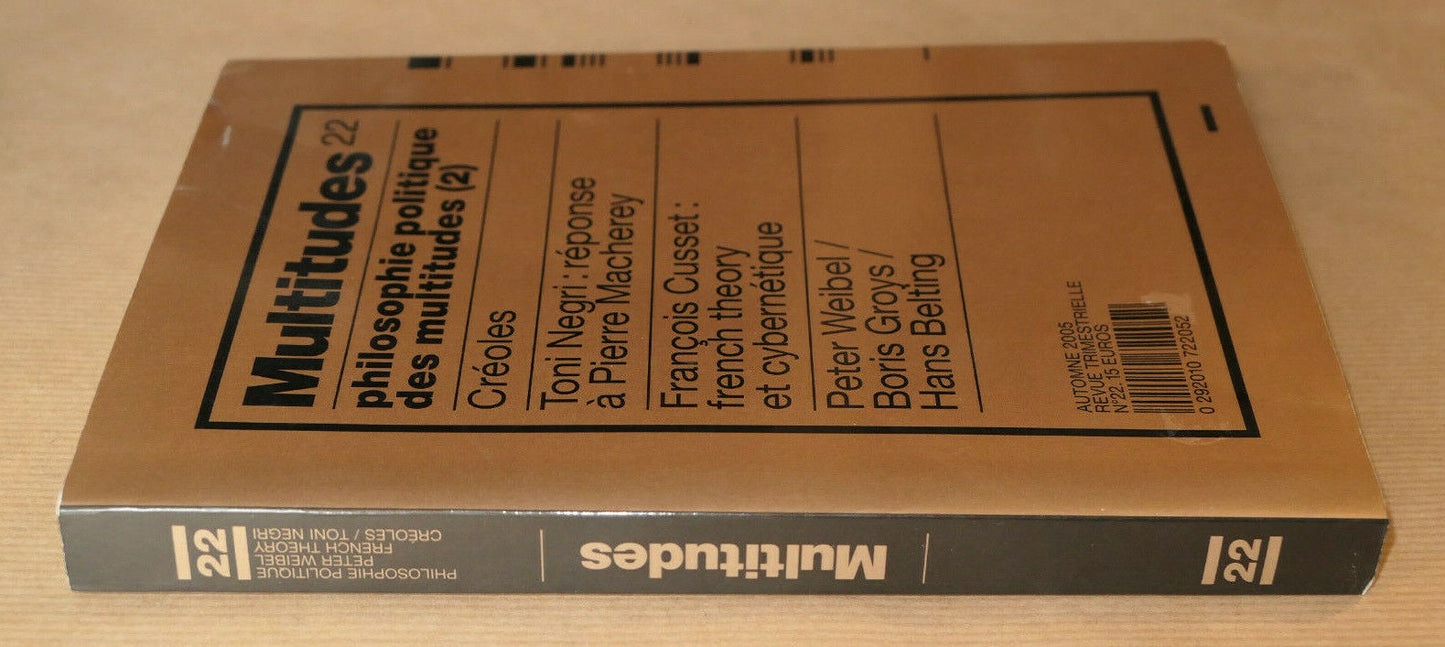 Multitudes 22
philosophie politique
des multitudes (2)
Créoles
Toni Negri : réponse
à Pierre Macherey
François Cusset :
french theory
et cybernétique
Peter Weibel /
Boris Groys /
Hans Belting
AUTOMNE 2005
REVUE TRIMESTRIELLE
N°22. 15 EUROS
0 292010 722052
22
PHILOSOPHIE POLITIQUE
PETER WEIBEL
FRENCH THEORY
CRÉOLES / TONI NEGRI
Multitudes
22